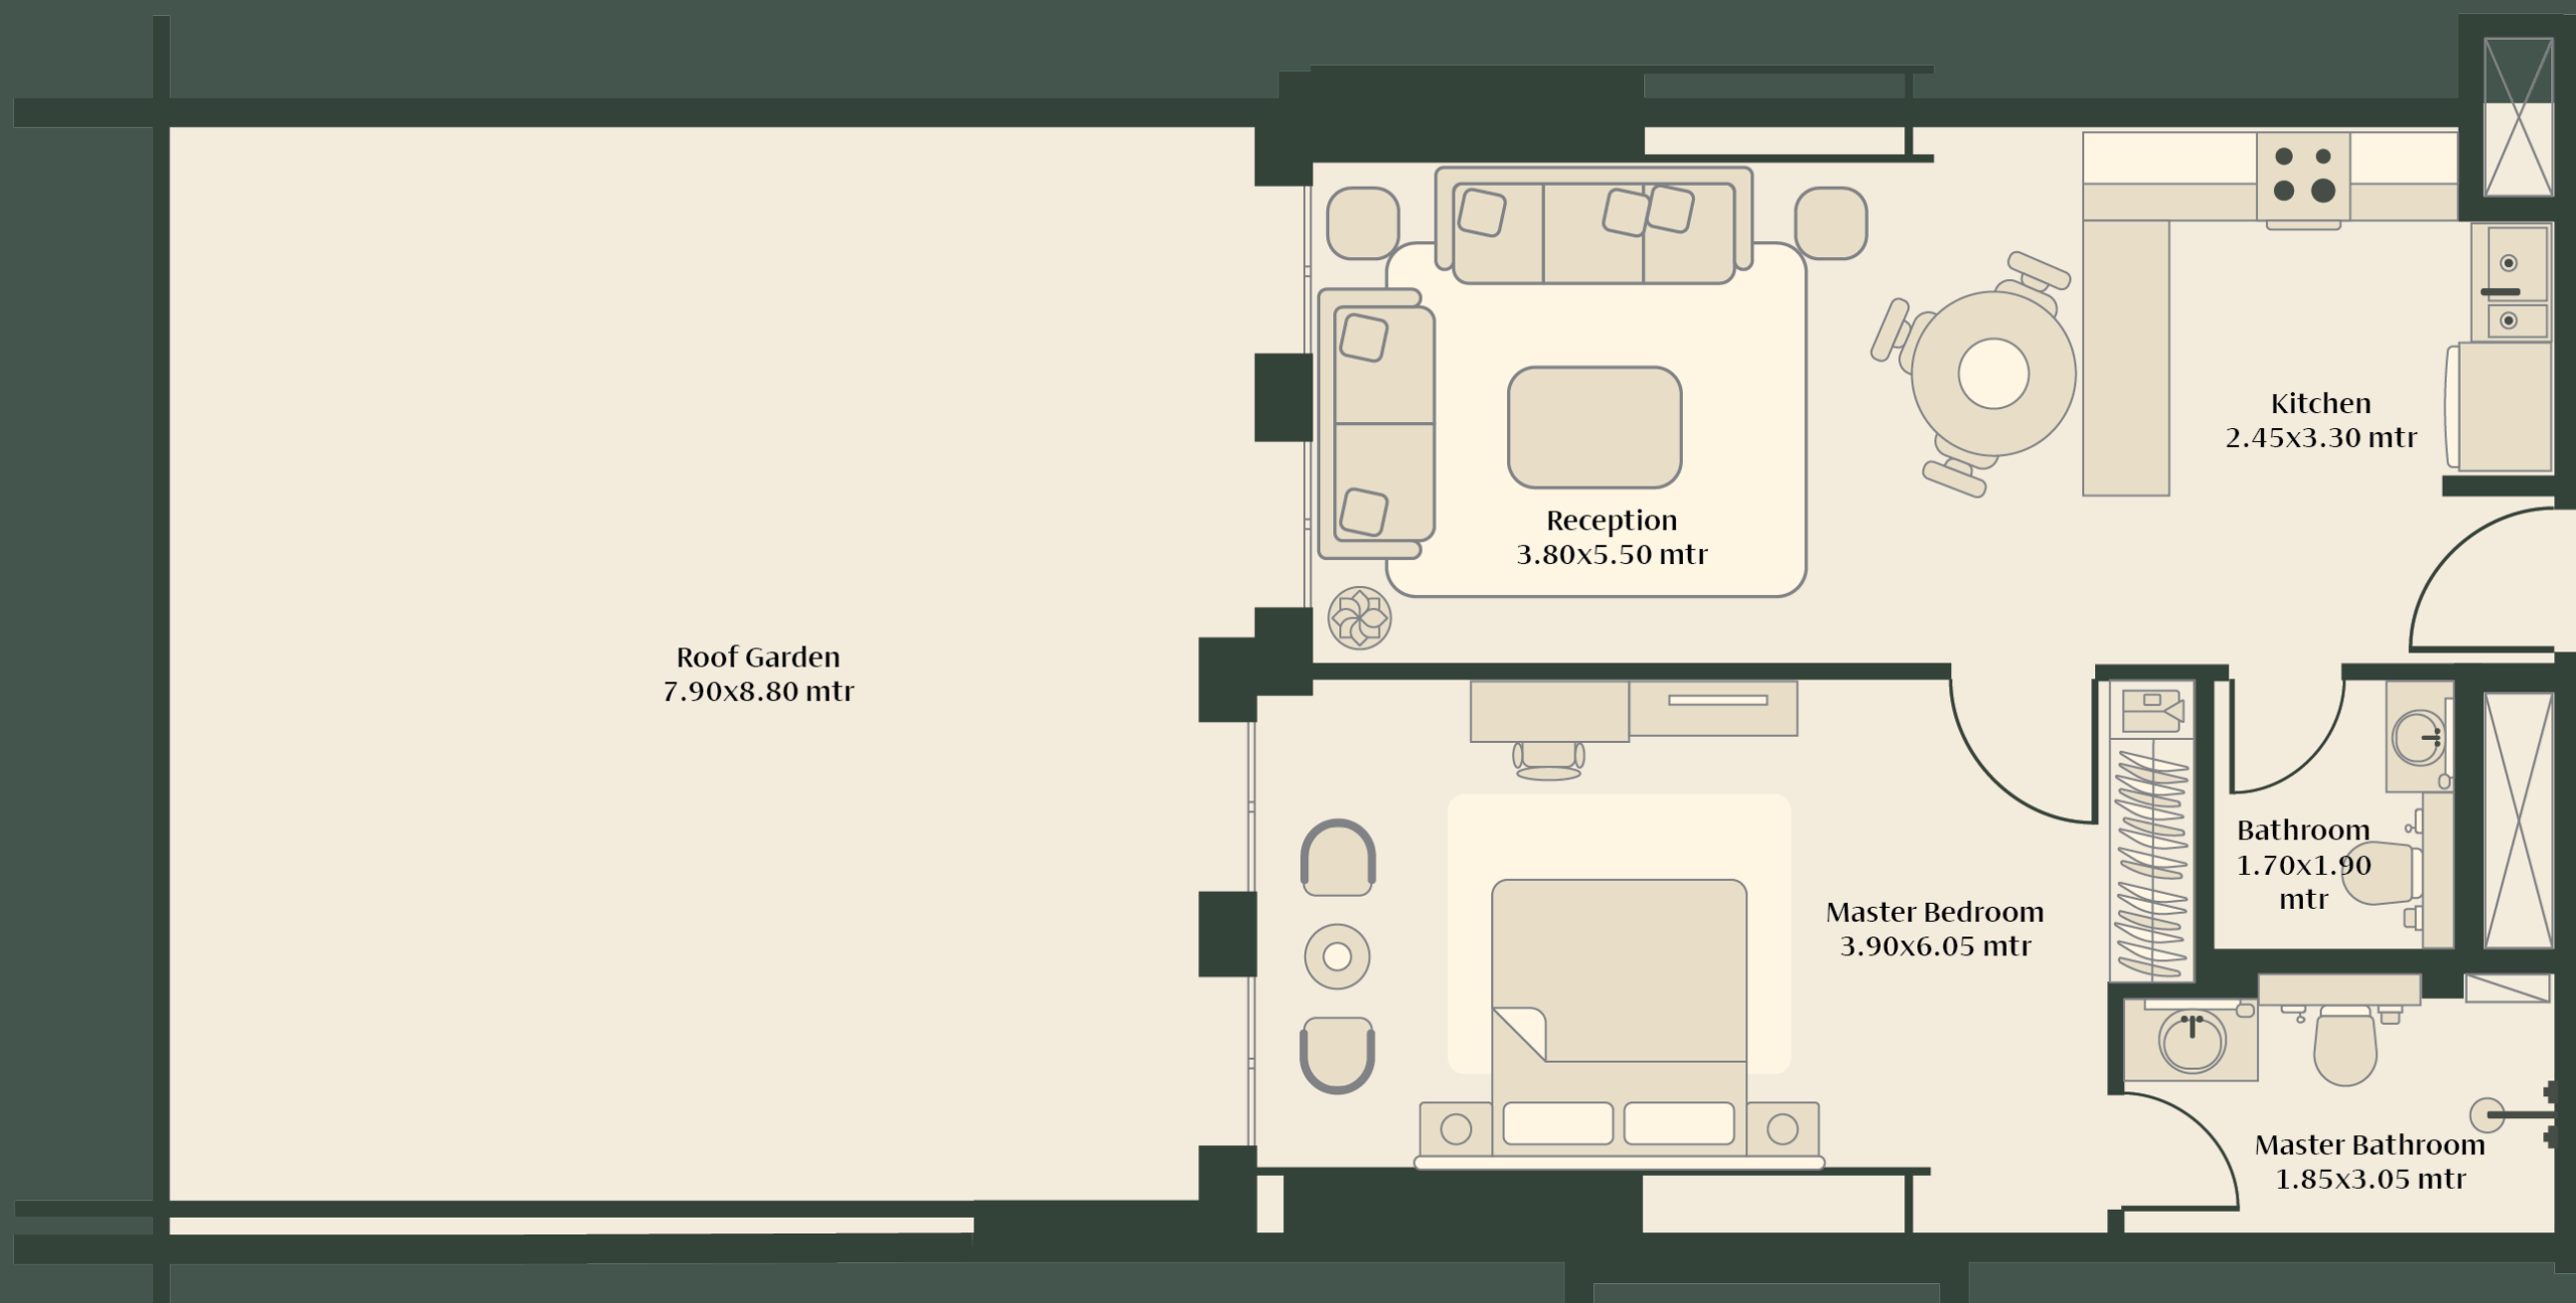 Kitchen
2.45x3.30 mtr
Reception
3.80x5.50 mtr
Roof Garden
7.90x8.80 mtr
Bathroom
1.70x1.90
mtr
Master Bedroom
3.90x6.05 mtr
Master Bathroom
1.85x3.05 mtr